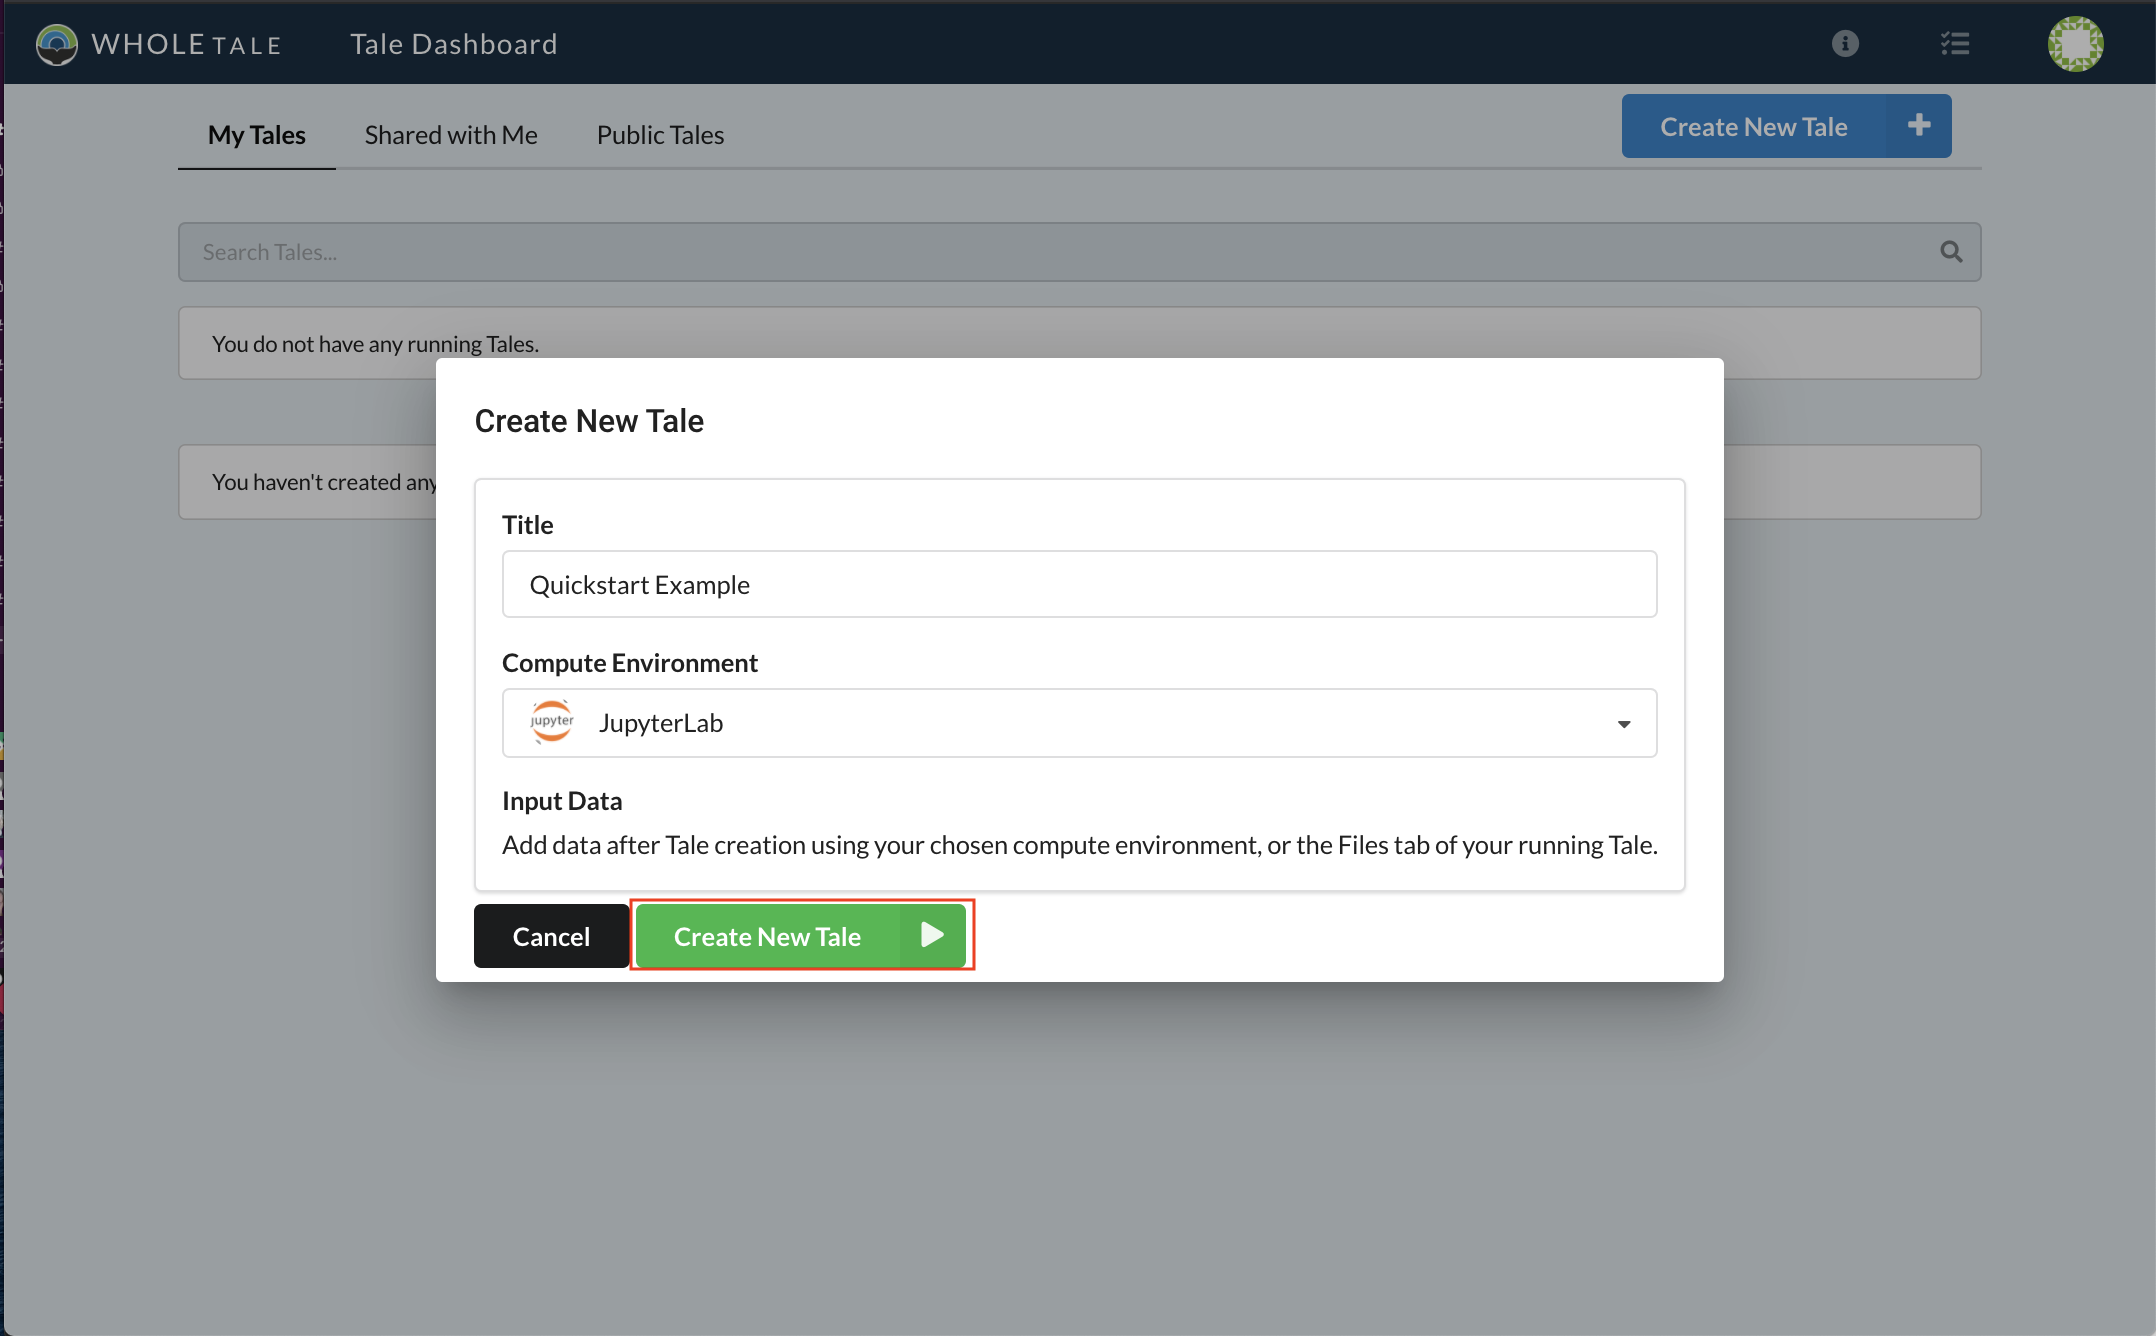 WHOLE TALE Tale Dashboard
My Tales Shared with Me Public Tales Create New Tale
Search Tales...
You do not have any running Tales.
You haven't created any
Create New Tale
Title
Quickstart Example
Compute Environment
jupyter JupyterLab
Input Data
Add data after Tale creation using your chosen compute environment, or the Files tab of your running Tale.
Cancel Create New Tale